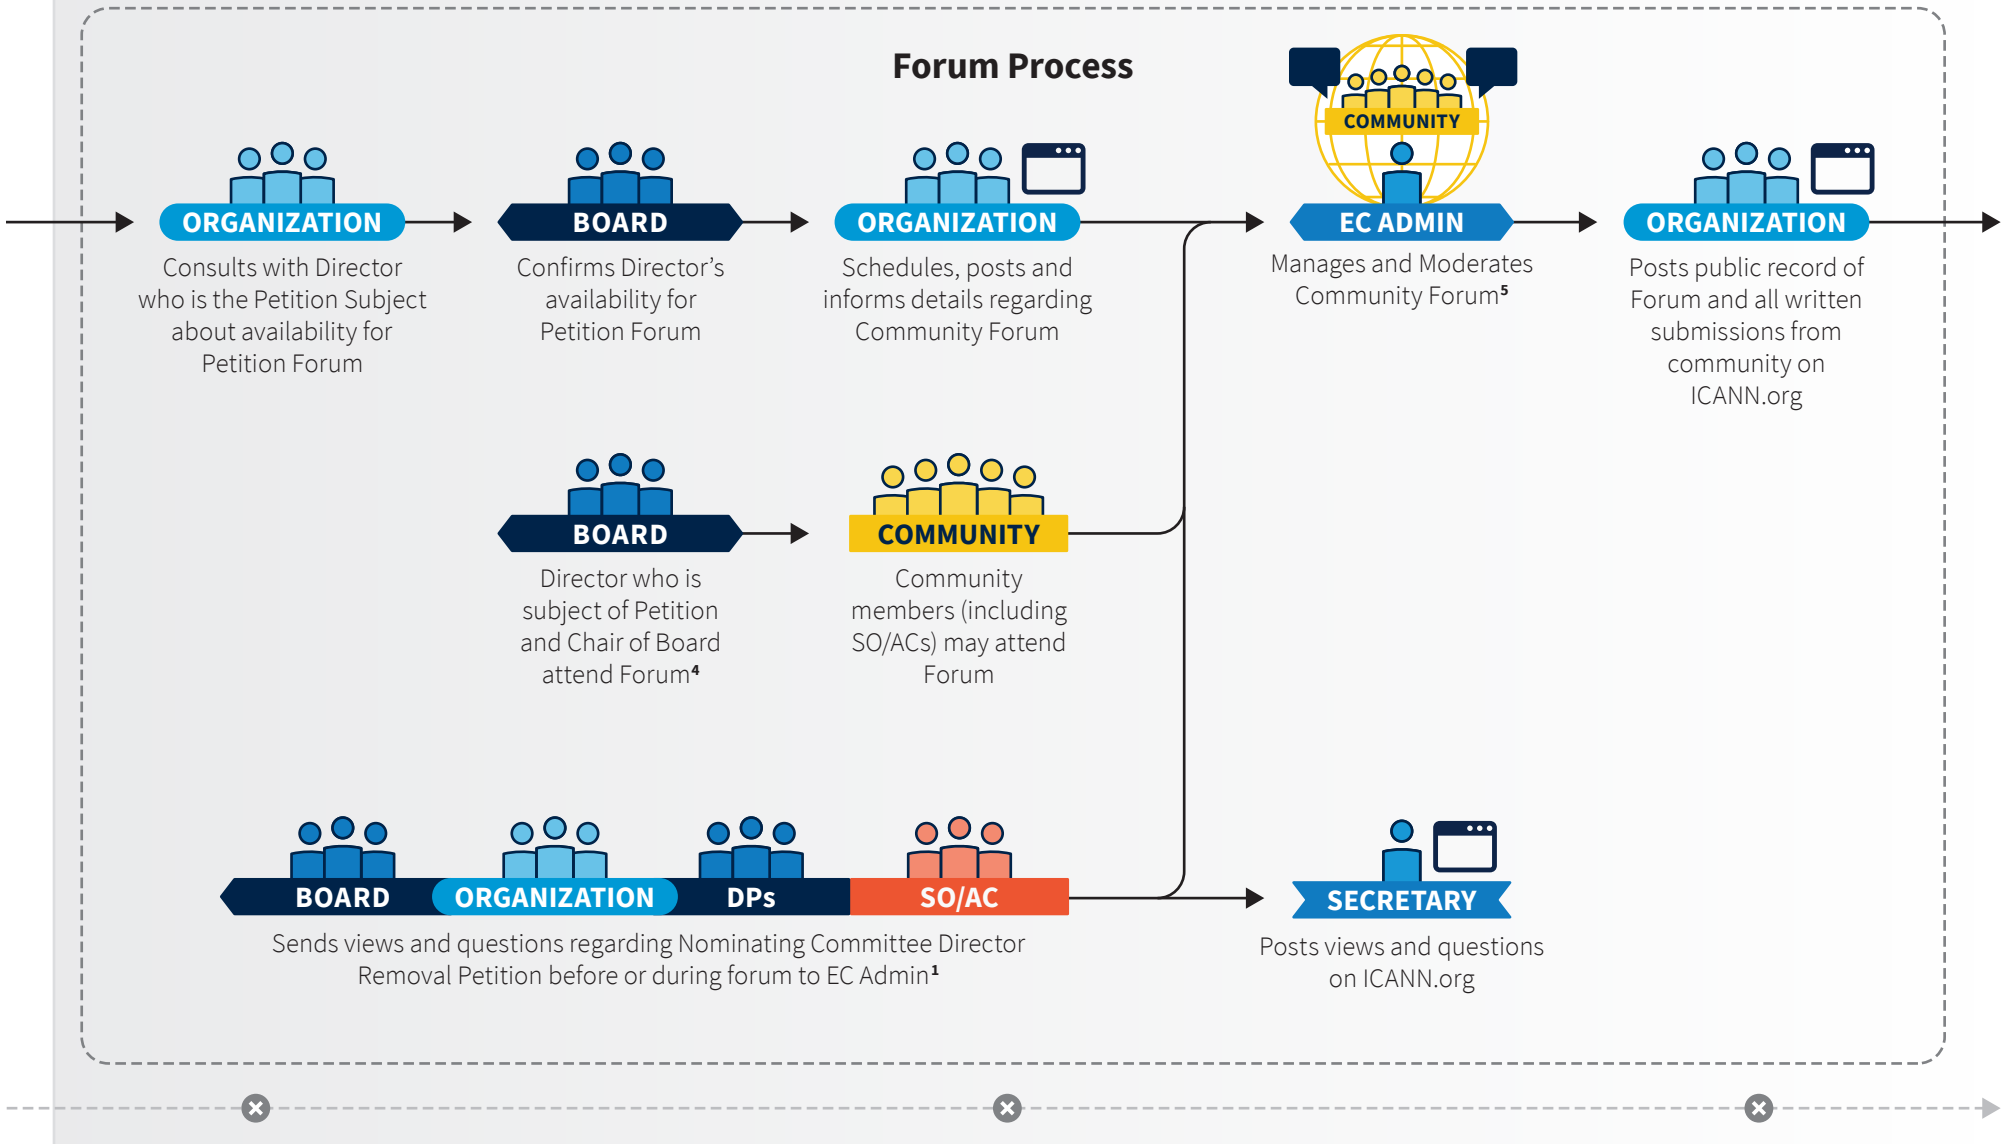 Forum Process
COMMUNITY
ORGANIZATION
Consults with Director
who is the Petition Subject
about availability for
Petition Forum
BOARD
Confirms Director’s
availability for
Petition Forum
ORGANIZATION
Schedules, posts and
informs details regarding
Community Forum
EC ADMIN
Manages and Moderates
Community Forum5
ORGANIZATION
Posts public record of
Forum and all written
submissions from
community on
ICANN.org
BOARD
Director who is
subject of Petition
and Chair of Board
attend Forum4
COMMUNITY
Community
members (including
SO/ACs) may attend
Forum
BOARD
ORGANIZATION
DPs
SO/AC
Sends views and questions regarding Nominating Committee Director
Removal Petition before or during forum to EC Admin1
SECRETARY
Posts views and questions
on ICANN.org